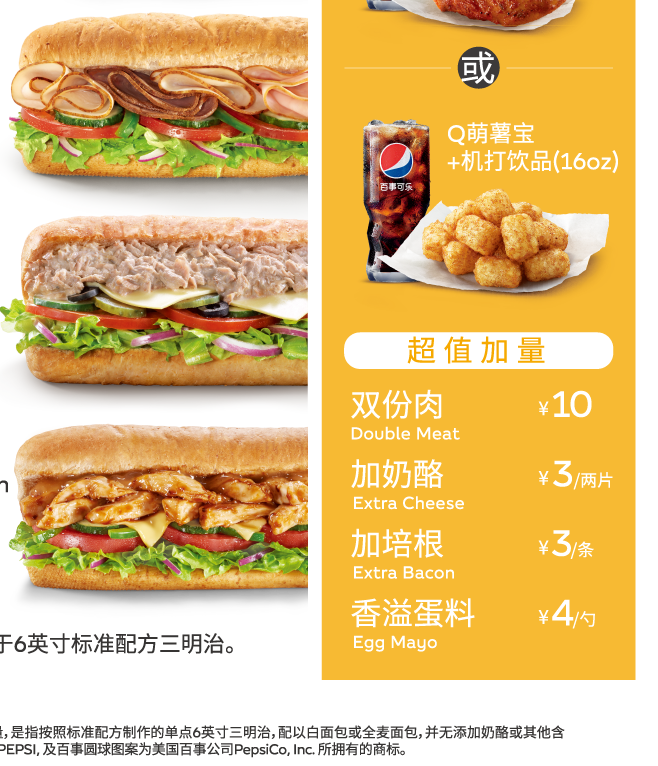 或
Q萌薯宝
+机打饮品(16oz)
百事可乐
超值加量
双份肉 ¥10
Double Meat
加奶酪 ¥3/两片
Extra Cheese
加培根 ¥3/条
Extra Bacon
香溢蛋料 ¥4/勺
Egg Mayo
n
于6英寸标准配方三明治。
量，是指按照标准配方制作的单点6英寸三明治，配以白面包或全麦面包，并无添加奶酪或其他含
PEPSI, 及百事圆球图案为美国百事公司PepsiCo, Inc. 所拥有的商标。